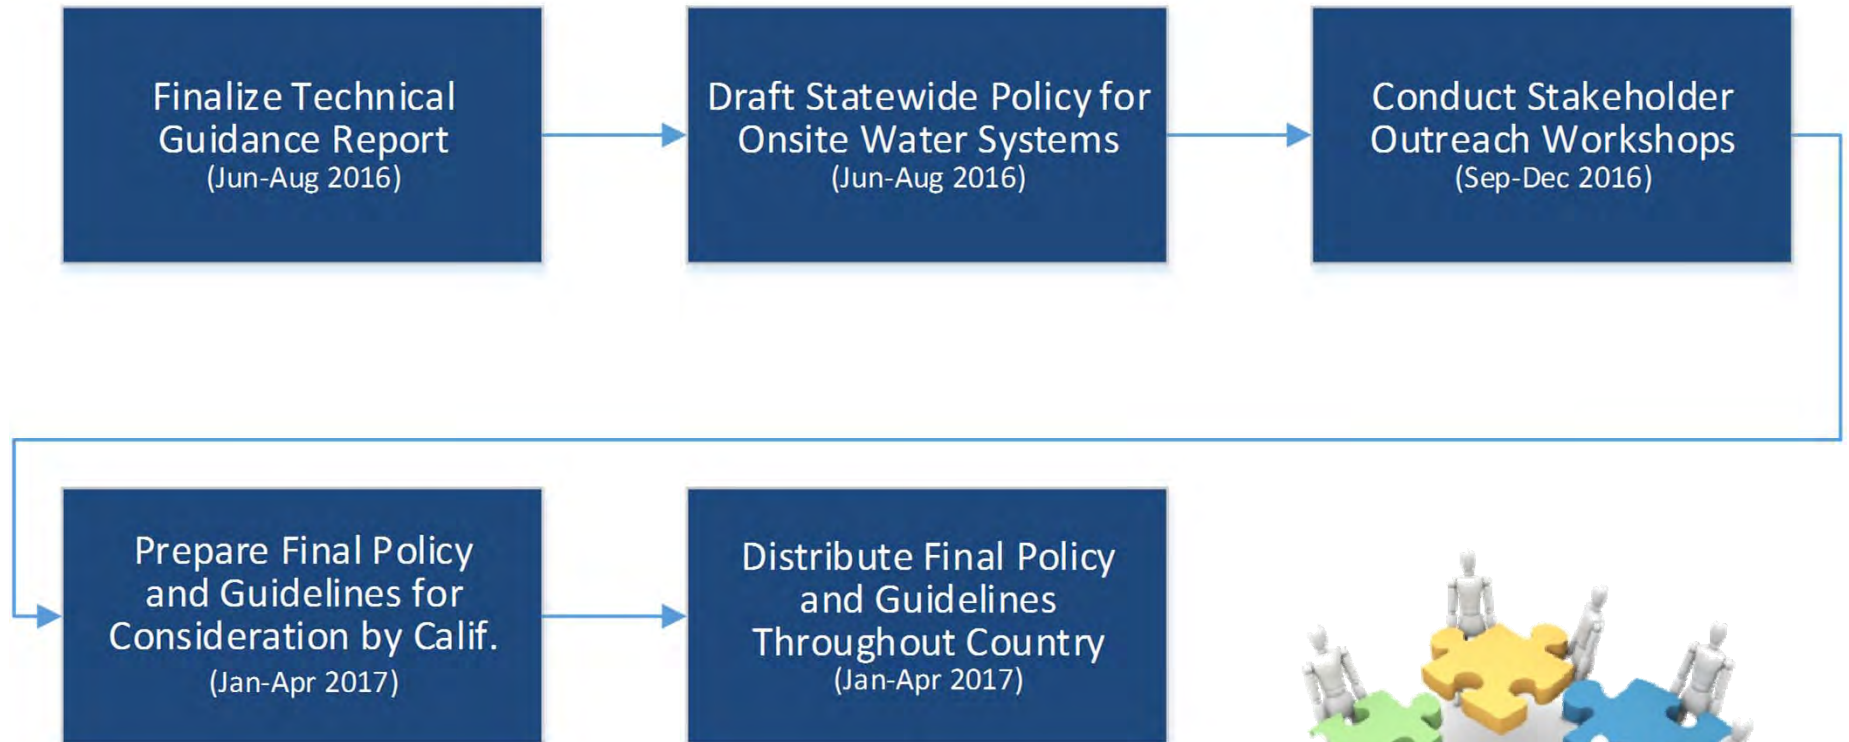 Finalize Technical
Guidance Report
(Jun-Aug 2016)
Draft Statewide Policy for
Onsite Water Systems
(Jun-Aug 2016)
Conduct Stakeholder
Outreach Workshops
(Sep-Dec 2016)
Prepare Final Policy
and Guidelines for
Consideration by Calif.
(Jan-Apr 2017)
Distribute Final Policy
and Guidelines
Throughout Country
(Jan-Apr 2017)